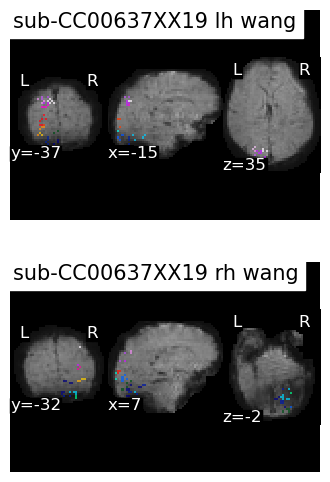 sub-CC00637XX19 lh wang
L R
L R
y=-37
x=-15
z=35
sub-CC00637XX19 rh wang
L R
L R
y=-32
x=7
z=-2